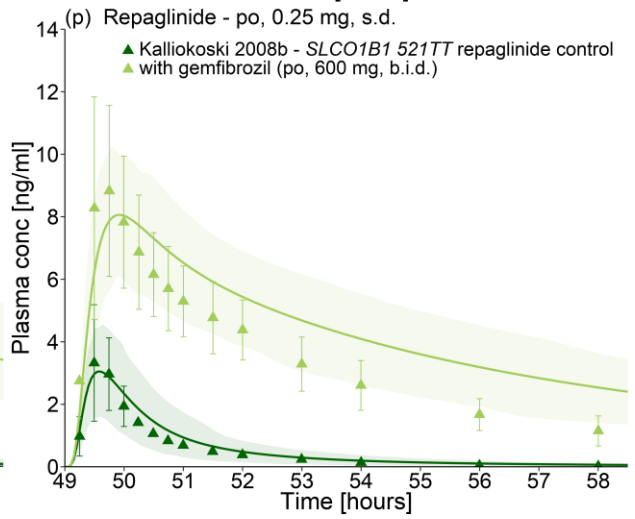 (p) Repaglinide - po, 0.25 mg, s.d.
Kalliokoski 2008b - SLCO1B1 521TT repaglinide control
with gemfibrozil (po, 600 mg, b.i.d.)
Plasma conc [ng/ml]
14
12
10
8
6
4
2
0
49 50 51 52 53 54 55 56 57 58
Time [hours]